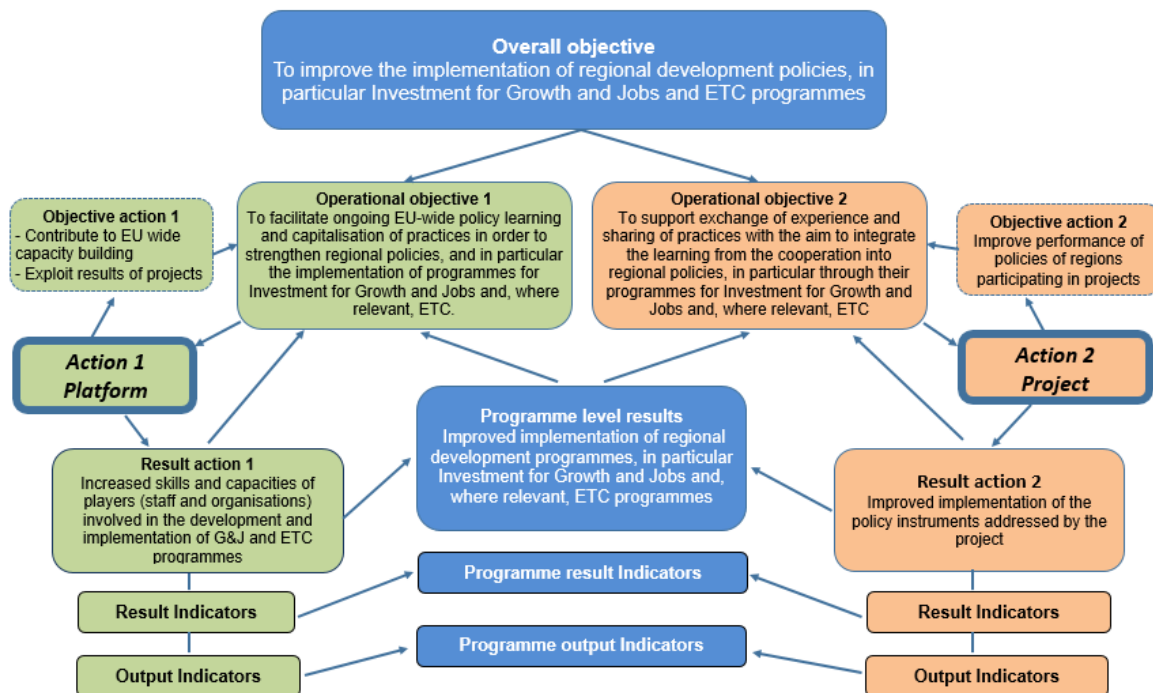 Overall objective
To improve the implementation of regional development policies, in
particular Investment for Growth and Jobs and ETC programmes
Operational objective 1
To facilitate ongoing EU-wide policy learning
and capitalisation of practices in order to
strengthen regional policies, and in particular
the implementation of programmes for
Investment for Growth and Jobs and, where
relevant, ETC.
Operational objective 2
To support exchange of experience and
sharing of practices with the aim to integrate
the learning from the cooperation into
regional policies, in particular through their
programmes for Investment for Growth and
Jobs and, where relevant, ETC
Objective action 1
- Contribute to EU wide
capacity building
- Exploit results of projects
Objective action 2
Improve performance of
policies of regions
participating in projects
Action 1
Platform
Action 2
Project
Programme level results
Improved implementation of regional
development programmes, in particular
Investment for Growth and Jobs and,
where relevant, ETC programmes
Result action 1
Increased skills and capacities of
players (staff and organisations)
involved in the development and
implementation of G&J and ETC
programmes
Result action 2
Improved implementation of the
policy instruments addressed by the
project
Programme result Indicators
Result Indicators
Result Indicators
Programme output Indicators
Output Indicators
Output Indicators